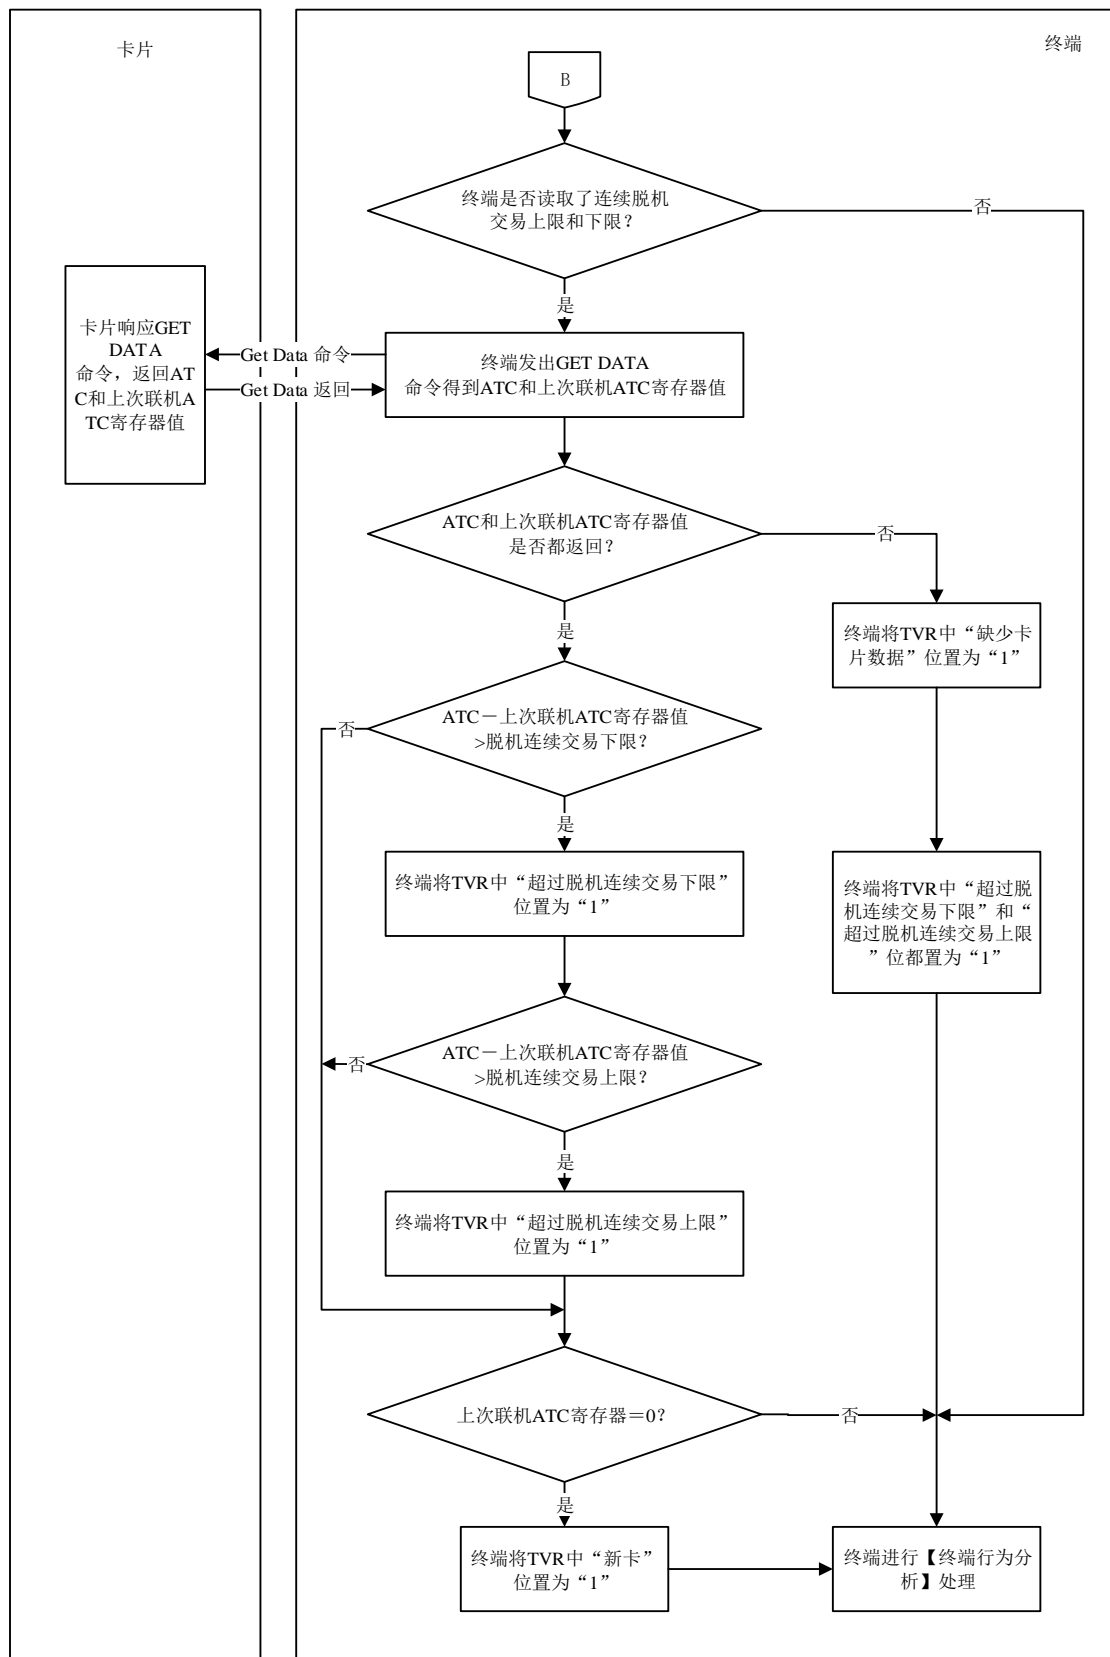 卡片
终端
B
终端是否读取了连续脱机
交易上限和下限？
否
是
卡片响应GET
DATA
命令，返回AT
C和上次联机A
TC寄存器值
Get Data 命令
Get Data 返回
终端发出GET DATA
命令得到ATC和上次联机ATC寄存器值
ATC和上次联机ATC寄存器值
是否都返回？
否
是
终端将TVR中“缺少卡
片数据”位置为“1”
ATC－上次联机ATC寄存器值
>脱机连续交易下限？
否
是
终端将TVR中“超过脱机连续交易下限”
位置为“1”
终端将TVR中“超过脱
机连续交易下限”和“
超过脱机连续交易上限
”位都置为“1”
ATC－上次联机ATC寄存器值
>脱机连续交易上限？
否
是
终端将TVR中“超过脱机连续交易上限”
位置为“1”
上次联机ATC寄存器＝0？
否
是
终端将TVR中“新卡”
位置为“1”
终端进行【终端行为分
析】处理